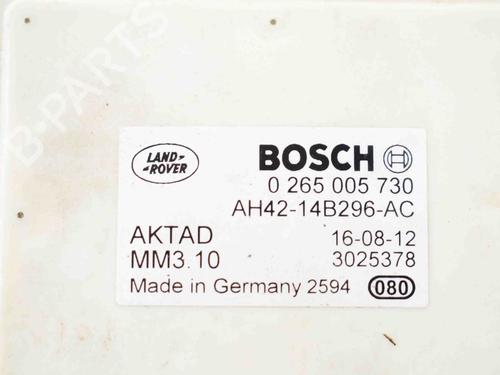 B-PARTS
LAND-
-ROVER
BOSCH
0 265 005 730
AH42-14B296-AC
AKTAD 16-08-12
MM3.10 3025378
Made in Germany 2594 080